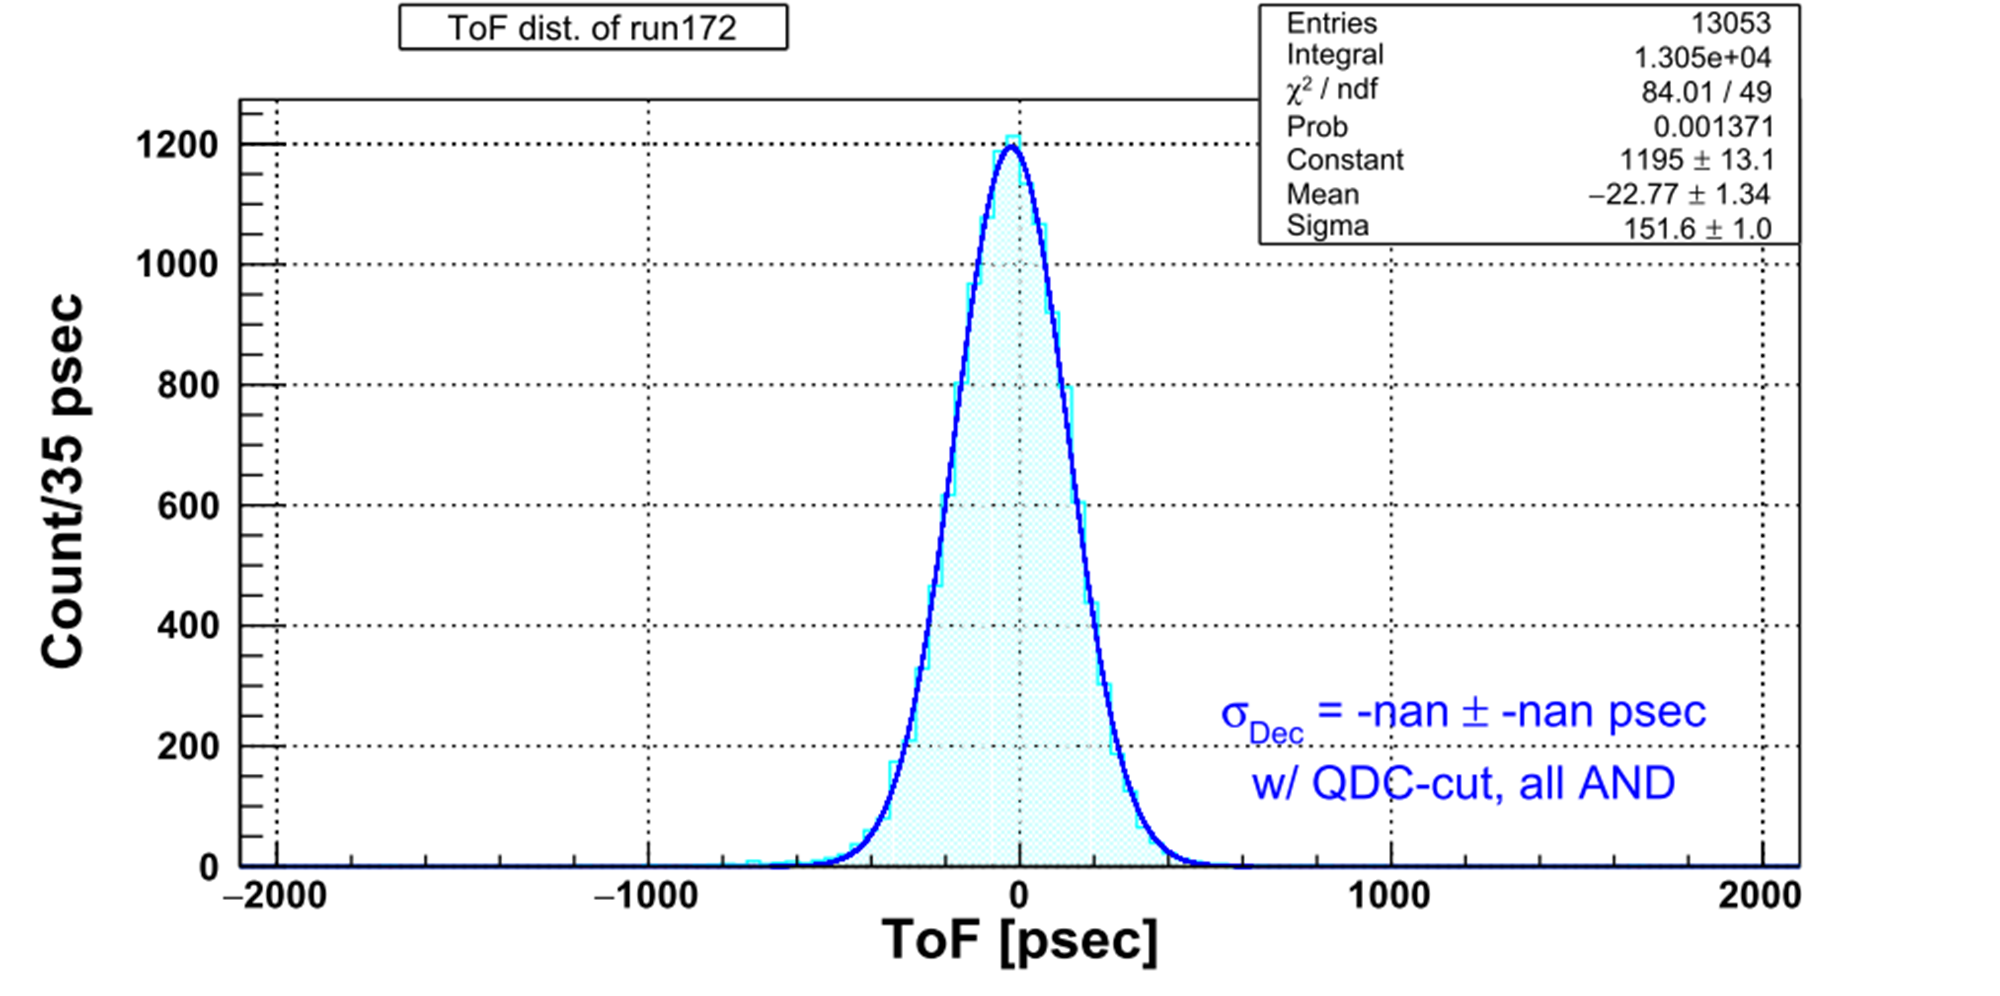 ToF dist. of run172
Entries 13053
Integral 1.305e+04
χ² / ndf 84.01 / 49
Prob 0.001371
Constant 1195 ± 13.1
Mean −22.77 ± 1.34
Sigma 151.6 ± 1.0
Count/35 psec
1200
1000
800
600
400
200
0
σDec = -nan ± -nan psec
w/ QDC-cut, all AND
−2000 −1000 0 1000 2000
ToF [psec]